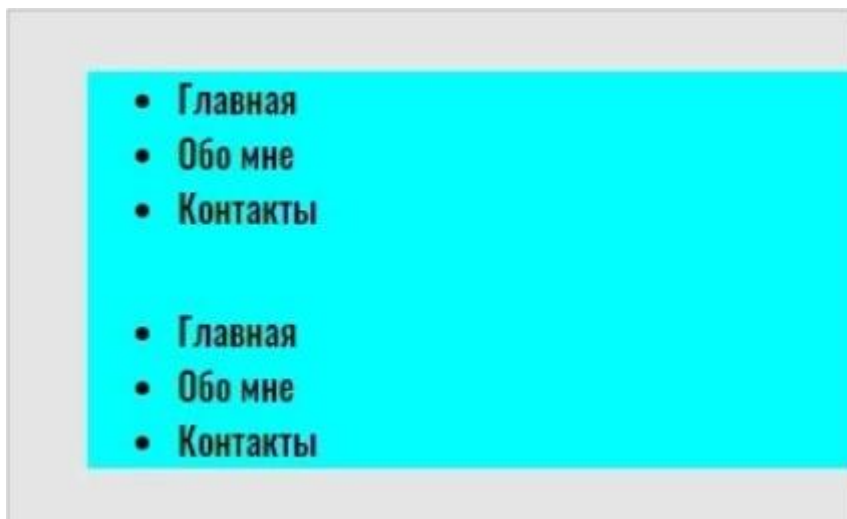 Главная
Обо мне
Контакты
Главная
Обо мне
Контакты